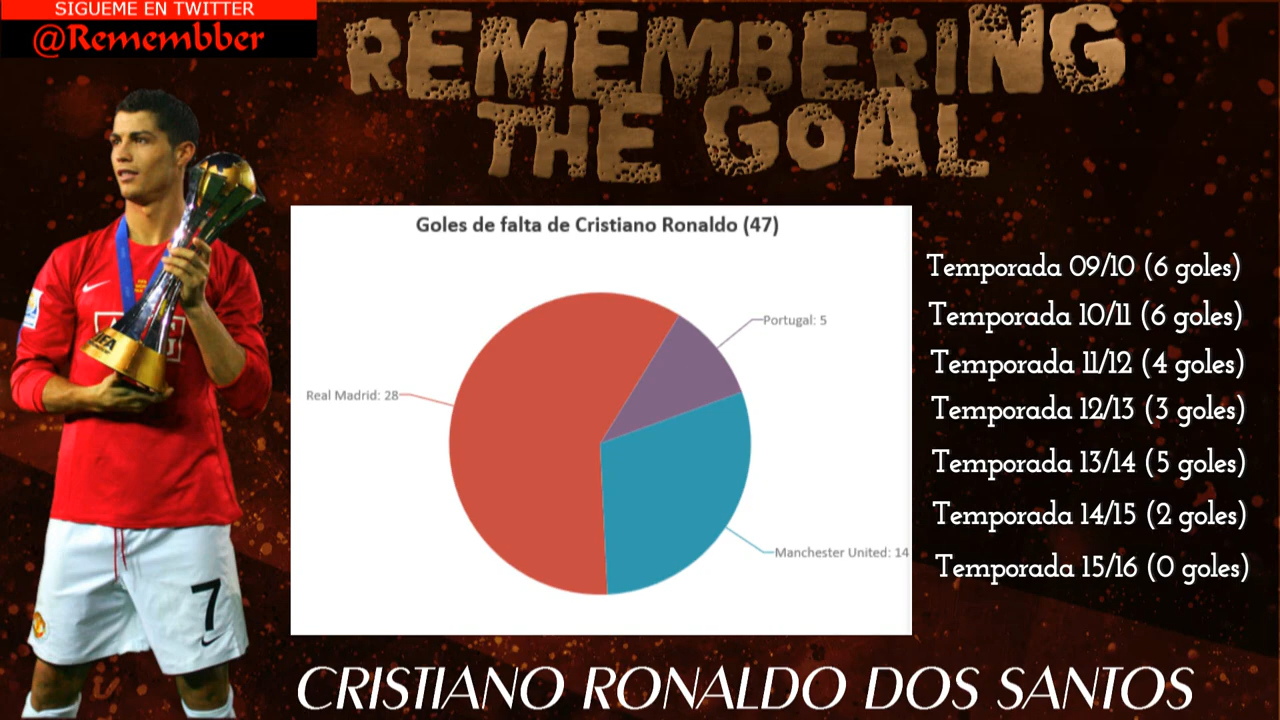 SIGUEME EN TWITTER
@Remembber
REMEMBERING
THE GOAL
Goles de falta de Cristiano Ronaldo (47)
Portugal: 5
Real Madrid: 28
Manchester United: 14
Temporada 09/10 (6 goles)
Temporada 10/11 (6 goles)
Temporada 11/12 (4 goles)
Temporada 12/13 (3 goles)
Temporada 13/14 (5 goles)
Temporada 14/15 (2 goles)
Temporada 15/16 (0 goles)
FIFA
7
CRISTIANO RONALDO DOS SANTOS